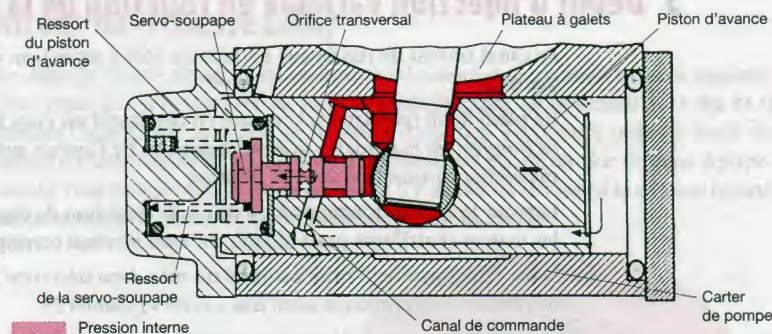 Ressort
du piston
d'avance
Servo-soupape
Orifice transversal
Plateau à galets
Piston d'avance
Ressort
de la servo-soupape
Canal de commande
Carter
de pompe
Pression interne